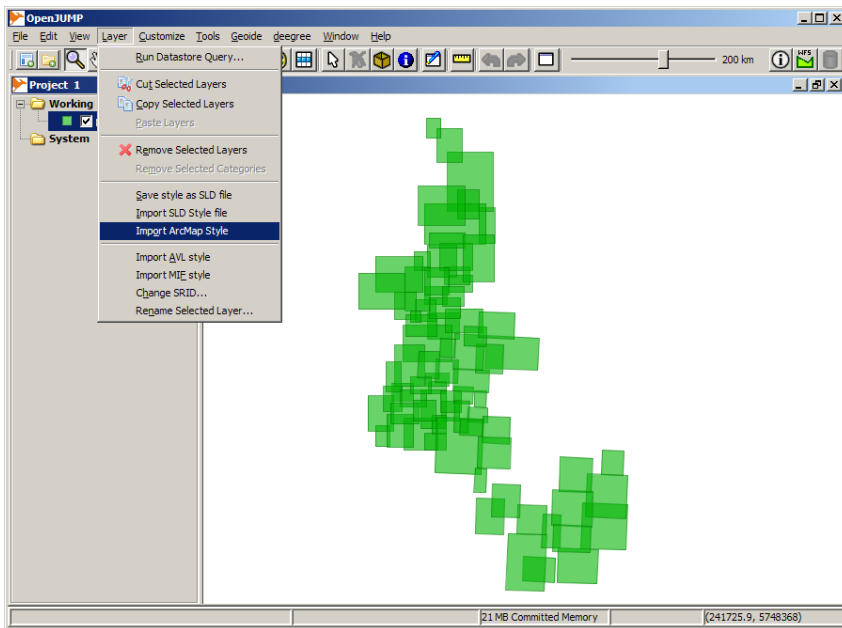 OpenJUMP
File Edit View Layer Customize Tools Geoide deegree Window Help
200 km
WFS
Run Datastore Query...
Project 1
Cut Selected Layers
Working
Copy Selected Layers
Paste Layers
System
Remove Selected Layers
Remove Selected Categories
Save style as SLD file
Import SLD Style file
Import ArcMap Style
Import AVL style
Import MIF style
Change SRID...
Rename Selected Layer...
21 MB Committed Memory
(241725.9, 5748368)